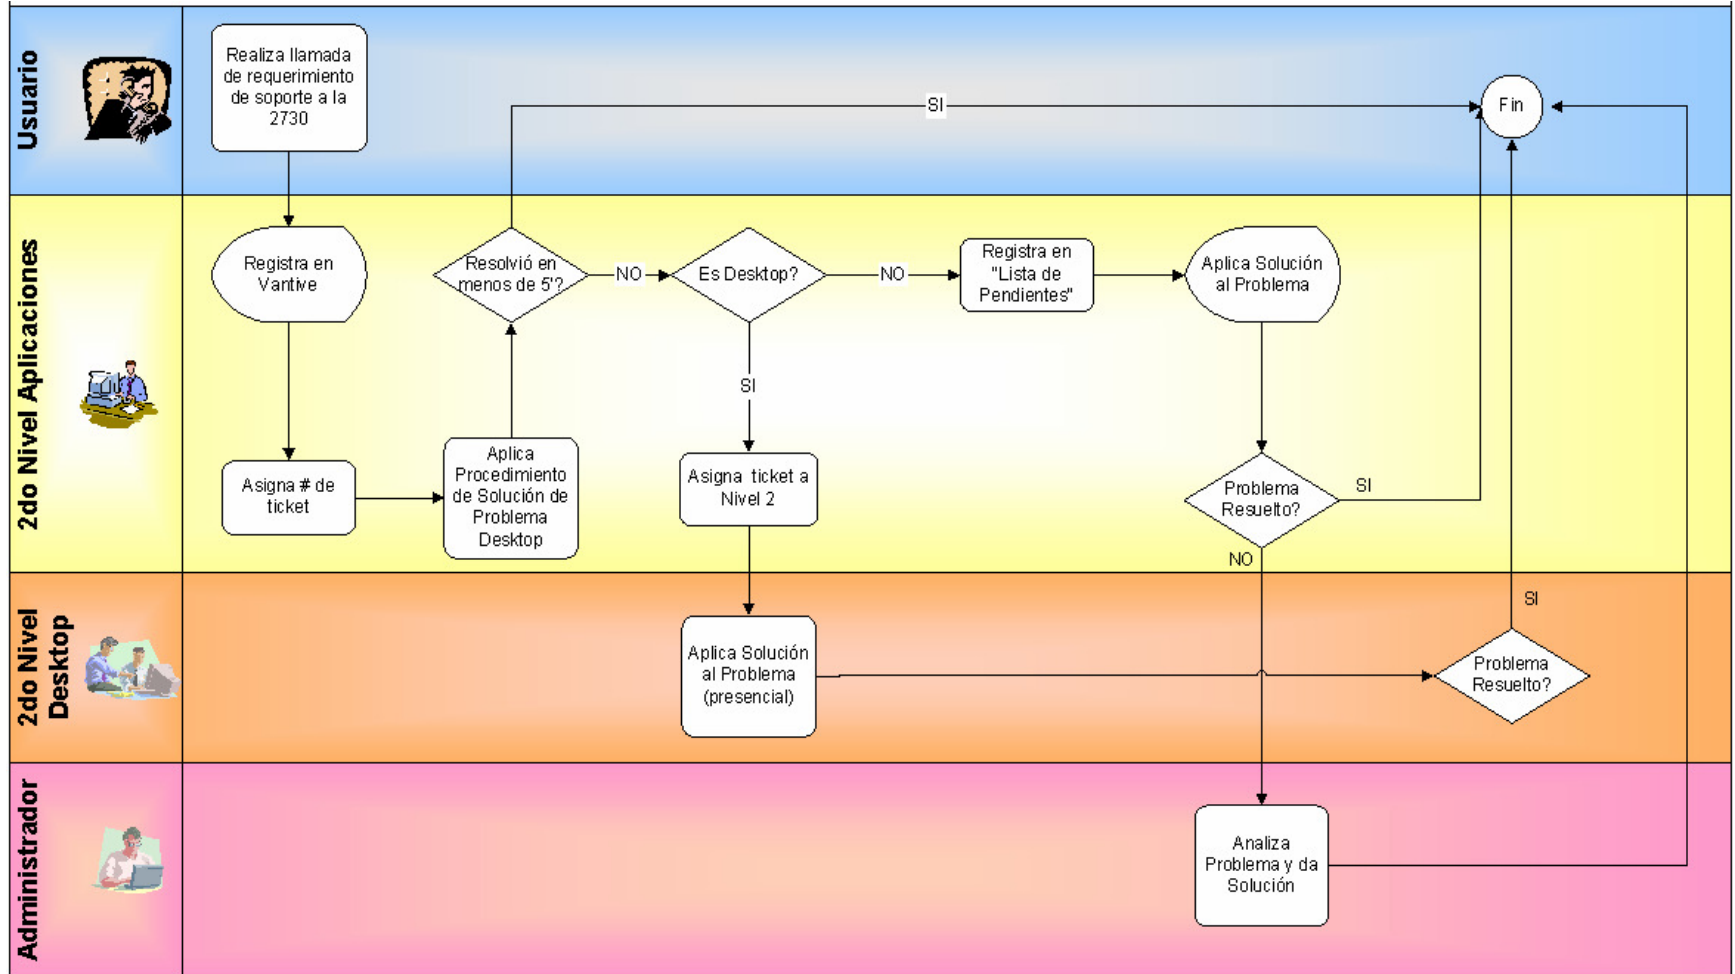 Usuario
Realiza llamada
de requerimiento
de soporte a la
2730
SI
Fin
2do Nivel Aplicaciones
Registra en
Vantive
Resolvió en
menos de 5'?
NO
Es Desktop?
NO
Registra en
"Lista de
Pendientes"
Aplica Solución
al Problema
SI
Asigna # de
ticket
Aplica
Procedimiento
de Solución de
Problema
Desktop
Asigna ticket a
Nivel 2
Problema
Resuelto?
SI
NO
2do Nivel
Desktop
Aplica Solución
al Problema
(presencial)
SI
Problema
Resuelto?
Administrador
Analiza
Problema y da
Solución